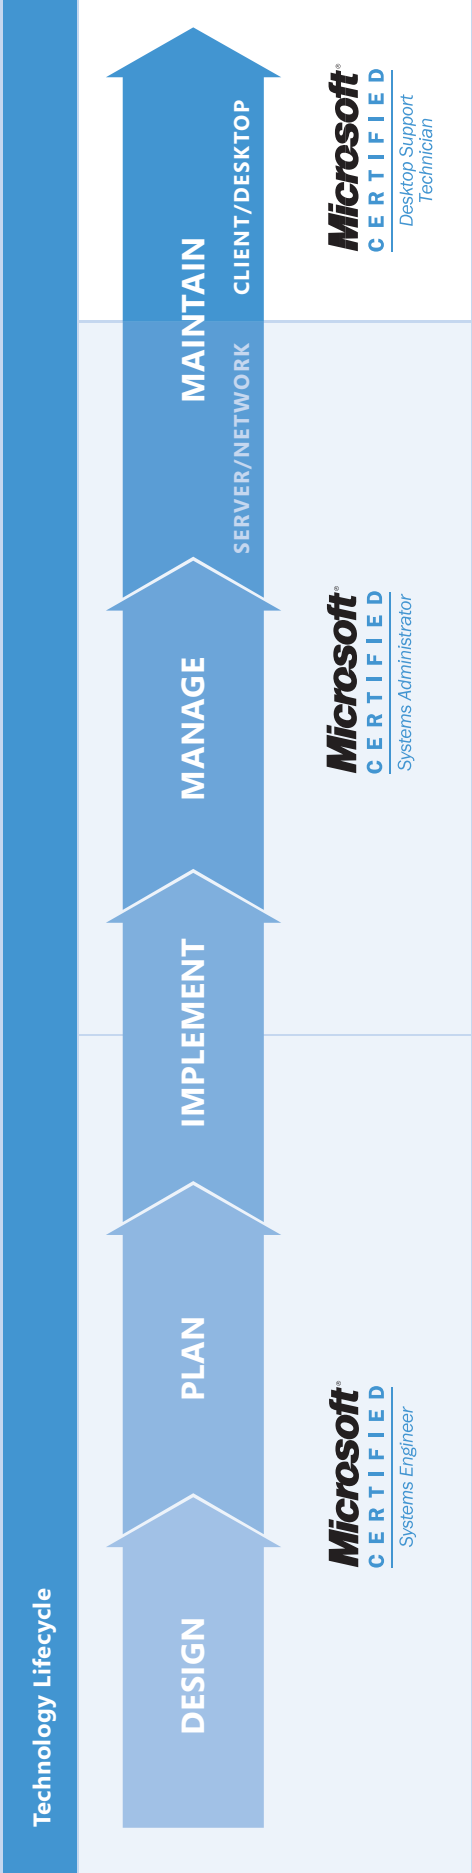 Technology Lifecycle
DESIGN
PLAN
IMPLEMENT
MANAGE
MAINTAIN
SERVER/NETWORK
CLIENT/DESKTOP
Microsoft®
CERTIFIED
Systems Engineer
Microsoft®
CERTIFIED
Systems Administrator
Microsoft®
CERTIFIED
Desktop Support
Technician